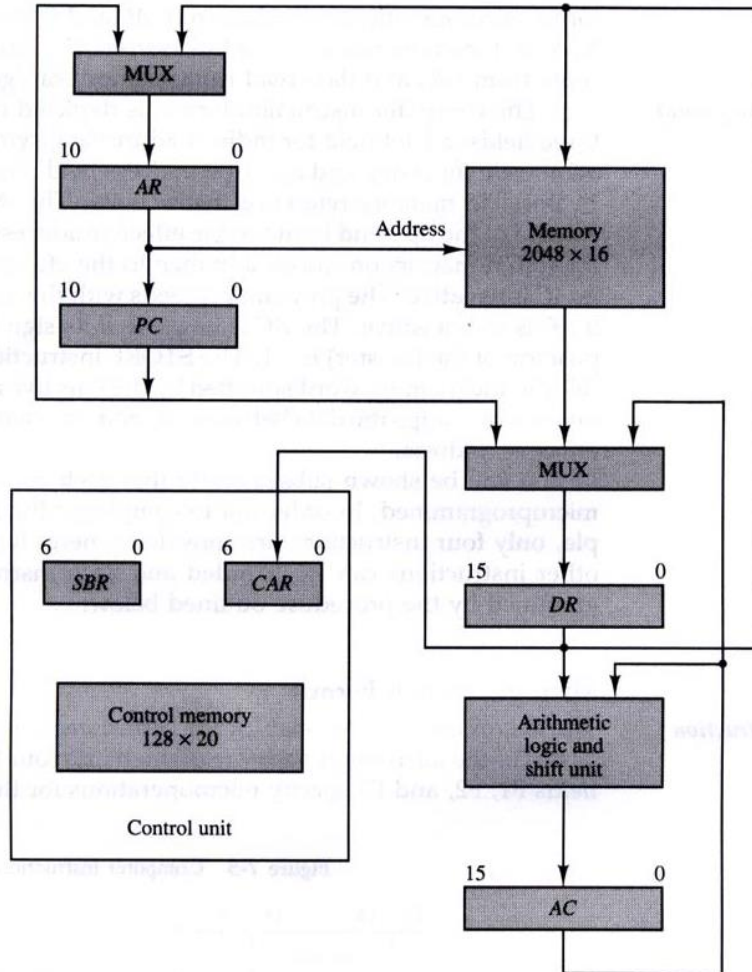 MUX
10 0
AR
Address
Memory
2048 × 16
10 0
PC
MUX
6 0
SBR
6 0
CAR
15 0
DR
Control memory
128 × 20
Arithmetic
logic and
shift unit
Control unit
15 0
AC